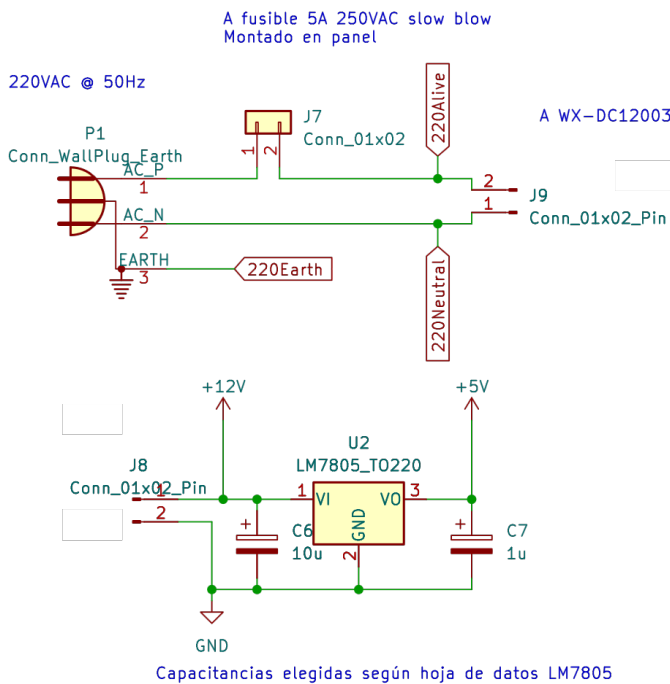 A fusible 5A 250VAC slow blow
Montado en panel
220VAC @ 50Hz
A WX-DC12003
P1
Conn_WallPlug_Earth
J7
Conn_01x02
1
2
220Alive
AC_P
1
AC_N
2
EARTH
3
220Earth
220Neutral
2
1
J9
Conn_01x02_Pin
+12V
+5V
J8
Conn_01x02_Pin
1
2
U2
LM7805_TO220
1
VI
VO
3
GND
2
C6
10u
C7
1u
GND
Capacitancias elegidas según hoja de datos LM7805